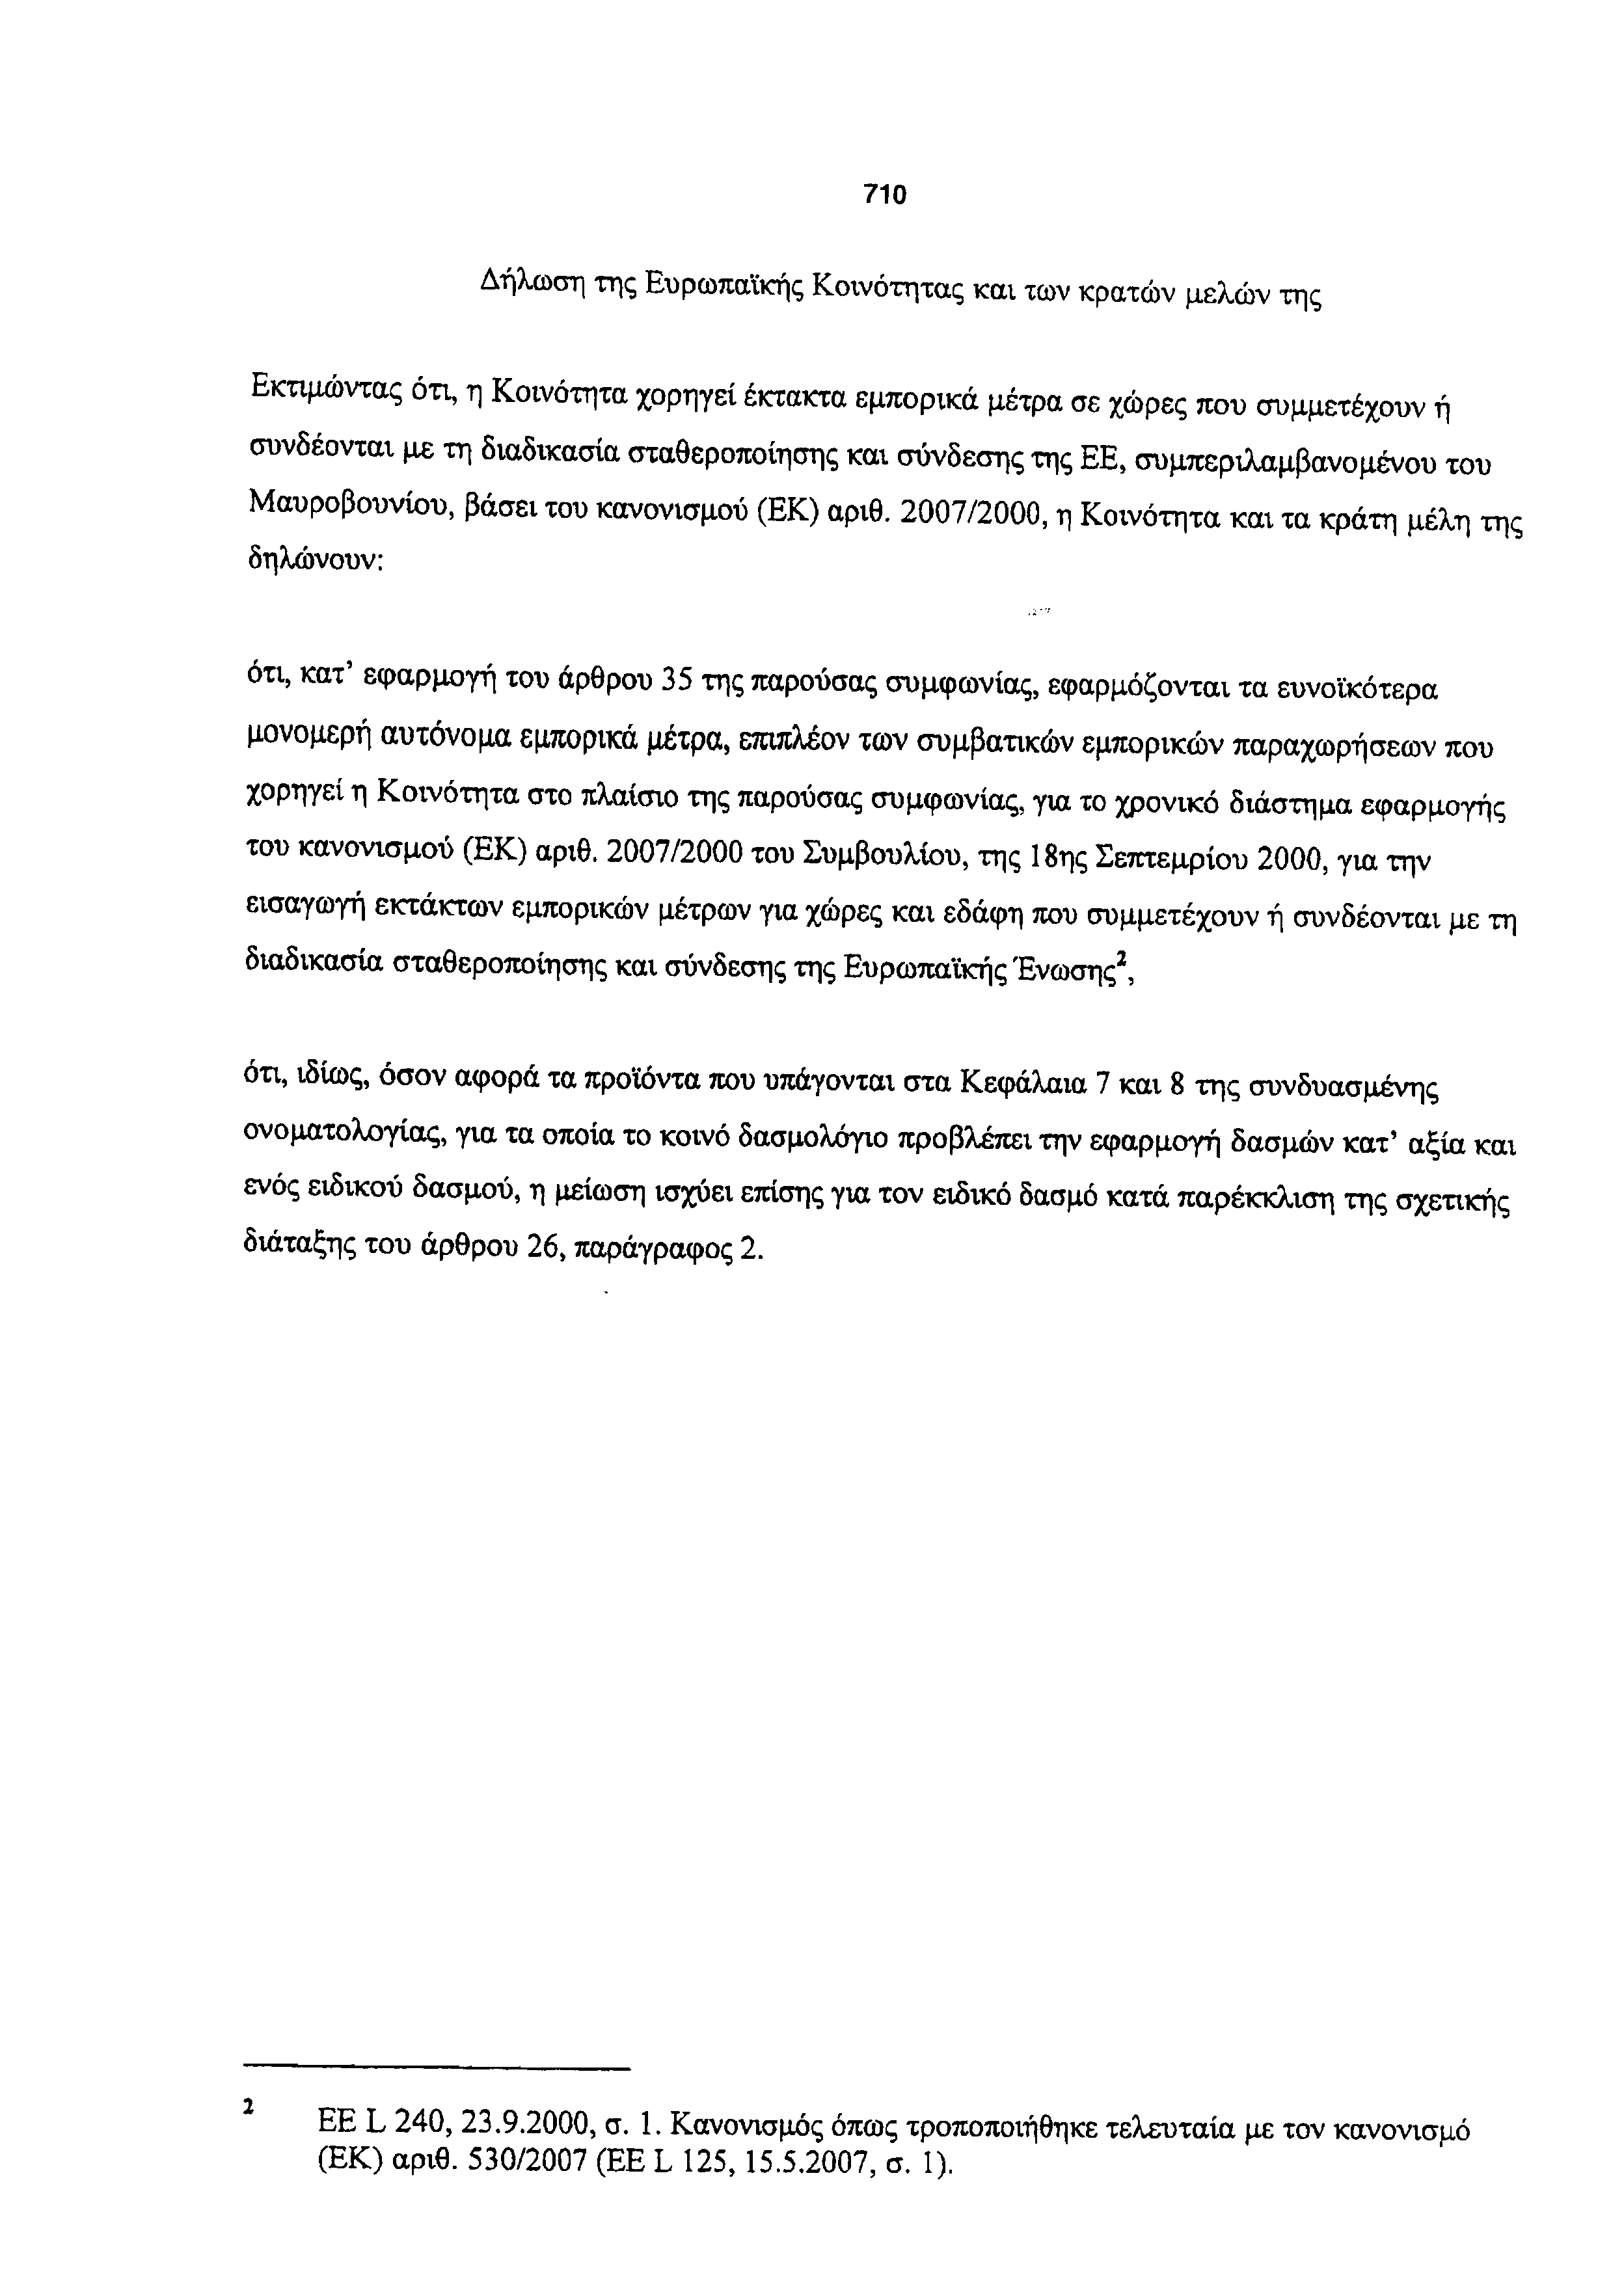 710
Δήλωση της Ευρωπαϊκής Κοινότητας και των κρατών μελών της
Εκτιμώντας ότι, η Κοινότητα χορηγεί έκτακτα εμπορικά μέτρα σε χώρες που συμμετέχουν ή
συνδέονται με τη διαδικασία σταθεροποίησης και σύνδεσης της ΕΕ, συμπεριλαμβανομένου του
Μαυροβουνίου, βάσει του κανονισμού (ΕΚ) αριθ. 2007/2000, η Κοινότητα και τα κράτη μέλη της
δηλώνουν:
ότι, κατ’ εφαρμογή του άρθρου 35 της παρούσας συμφωνίας, εφαρμόζονται τα ευνοϊκότερα
μονομερή αυτόνομα εμπορικά μέτρα, επιπλέον των συμβατικών εμπορικών παραχωρήσεων που
χορηγεί η Κοινότητα στο πλαίσιο της παρούσας συμφωνίας, για το χρονικό διάστημα εφαρμογής
του κανονισμού (ΕΚ) αριθ. 2007/2000 του Συμβουλίου, της 18ης Σεπτεμρίου 2000, για την
εισαγωγή εκτάκτων εμπορικών μέτρων για χώρες και εδάφη που συμμετέχουν ή συνδέονται με τη
διαδικασία σταθεροποίησης και σύνδεσης της Ευρωπαϊκής Ένωσης²,
ότι, ιδίως, όσον αφορά τα προϊόντα που υπάγονται στα Κεφάλαια 7 και 8 της συνδυασμένης
ονοματολογίας, για τα οποία το κοινό δασμολόγιο προβλέπει την εφαρμογή δασμών κατ’ αξία και
ενός ειδικού δασμού, η μείωση ισχύει επίσης για τον ειδικό δασμό κατά παρέκκλιση της σχετικής
διάταξης του άρθρου 26, παράγραφος 2.
² ΕΕ L 240, 23.9.2000, σ. 1. Κανονισμός όπως τροποποιήθηκε τελευταία με τον κανονισμό
(ΕΚ) αριθ. 530/2007 (ΕΕ L 125, 15.5.2007, σ. 1).